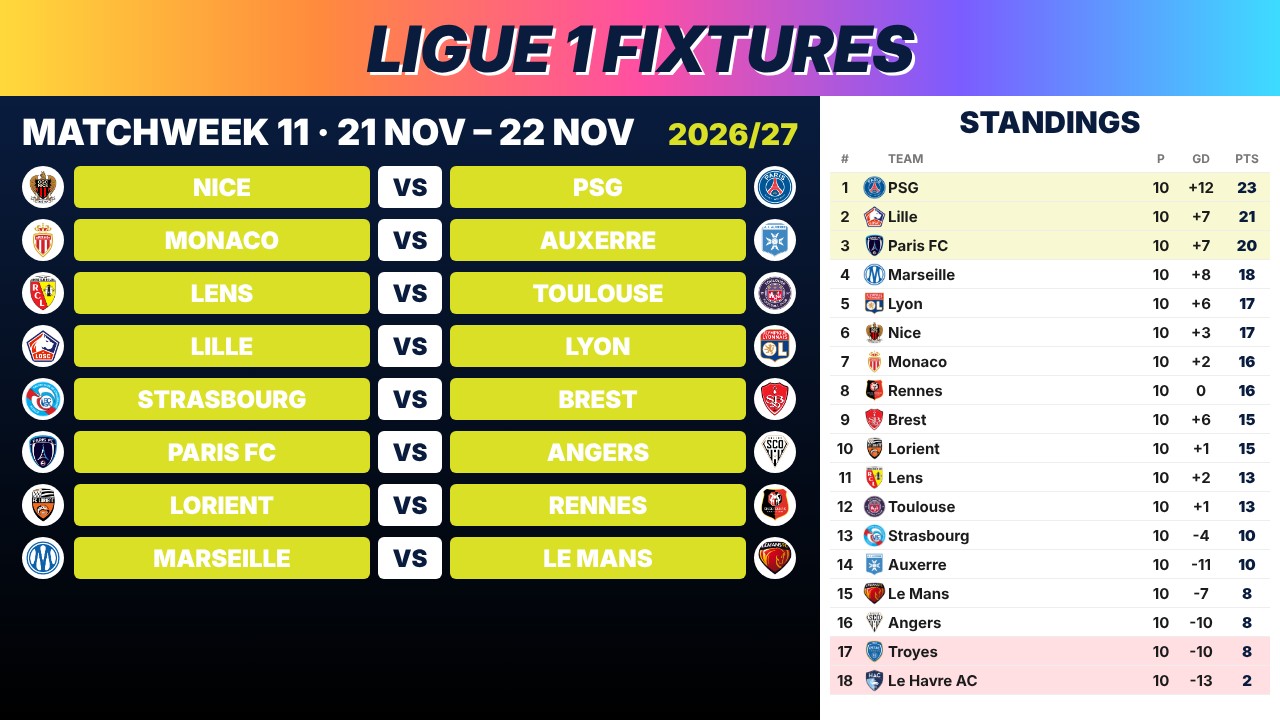 LIGUE 1 FIXTURES
MATCHWEEK 11 · 21 NOV – 22 NOV 2026/27
NICE VS PSG
MONACO VS AUXERRE
LENS VS TOULOUSE
LILLE VS LYON
STRASBOURG VS BREST
PARIS FC VS ANGERS
LORIENT VS RENNES
MARSEILLE VS LE MANS
STANDINGS
# TEAM P GD PTS
1 PSG 10 +12 23
2 Lille 10 +7 21
3 Paris FC 10 +7 20
4 Marseille 10 +8 18
5 Lyon 10 +6 17
6 Nice 10 +3 17
7 Monaco 10 +2 16
8 Rennes 10 0 16
9 Brest 10 +6 15
10 Lorient 10 +1 15
11 Lens 10 +2 13
12 Toulouse 10 +1 13
13 Strasbourg 10 -4 10
14 Auxerre 10 -11 10
15 Le Mans 10 -7 8
16 Angers 10 -10 8
17 Troyes 10 -10 8
18 Le Havre AC 10 -13 2